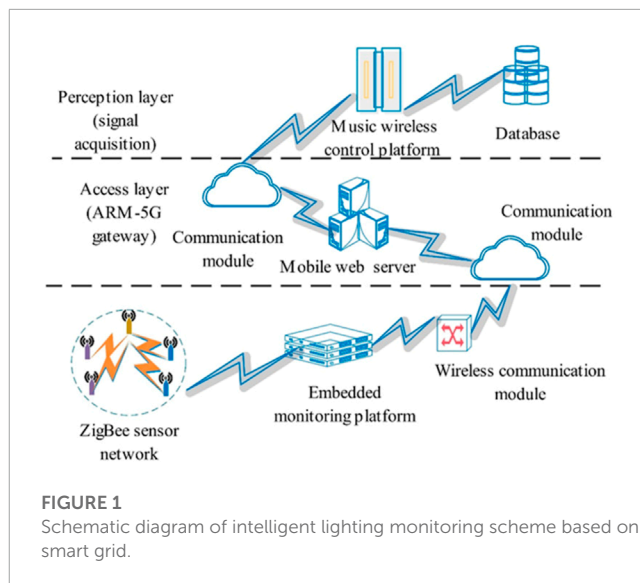 Perception layer
(signal
acquisition)
Music wireless
control platform
Database
Access layer
(ARM-5G
gateway)
Communication
module
Mobile web server
Communication
module
ZigBee sensor
network
Embedded
monitoring platform
Wireless communication
module
FIGURE 1
Schematic diagram of intelligent lighting monitoring scheme based on
smart grid.